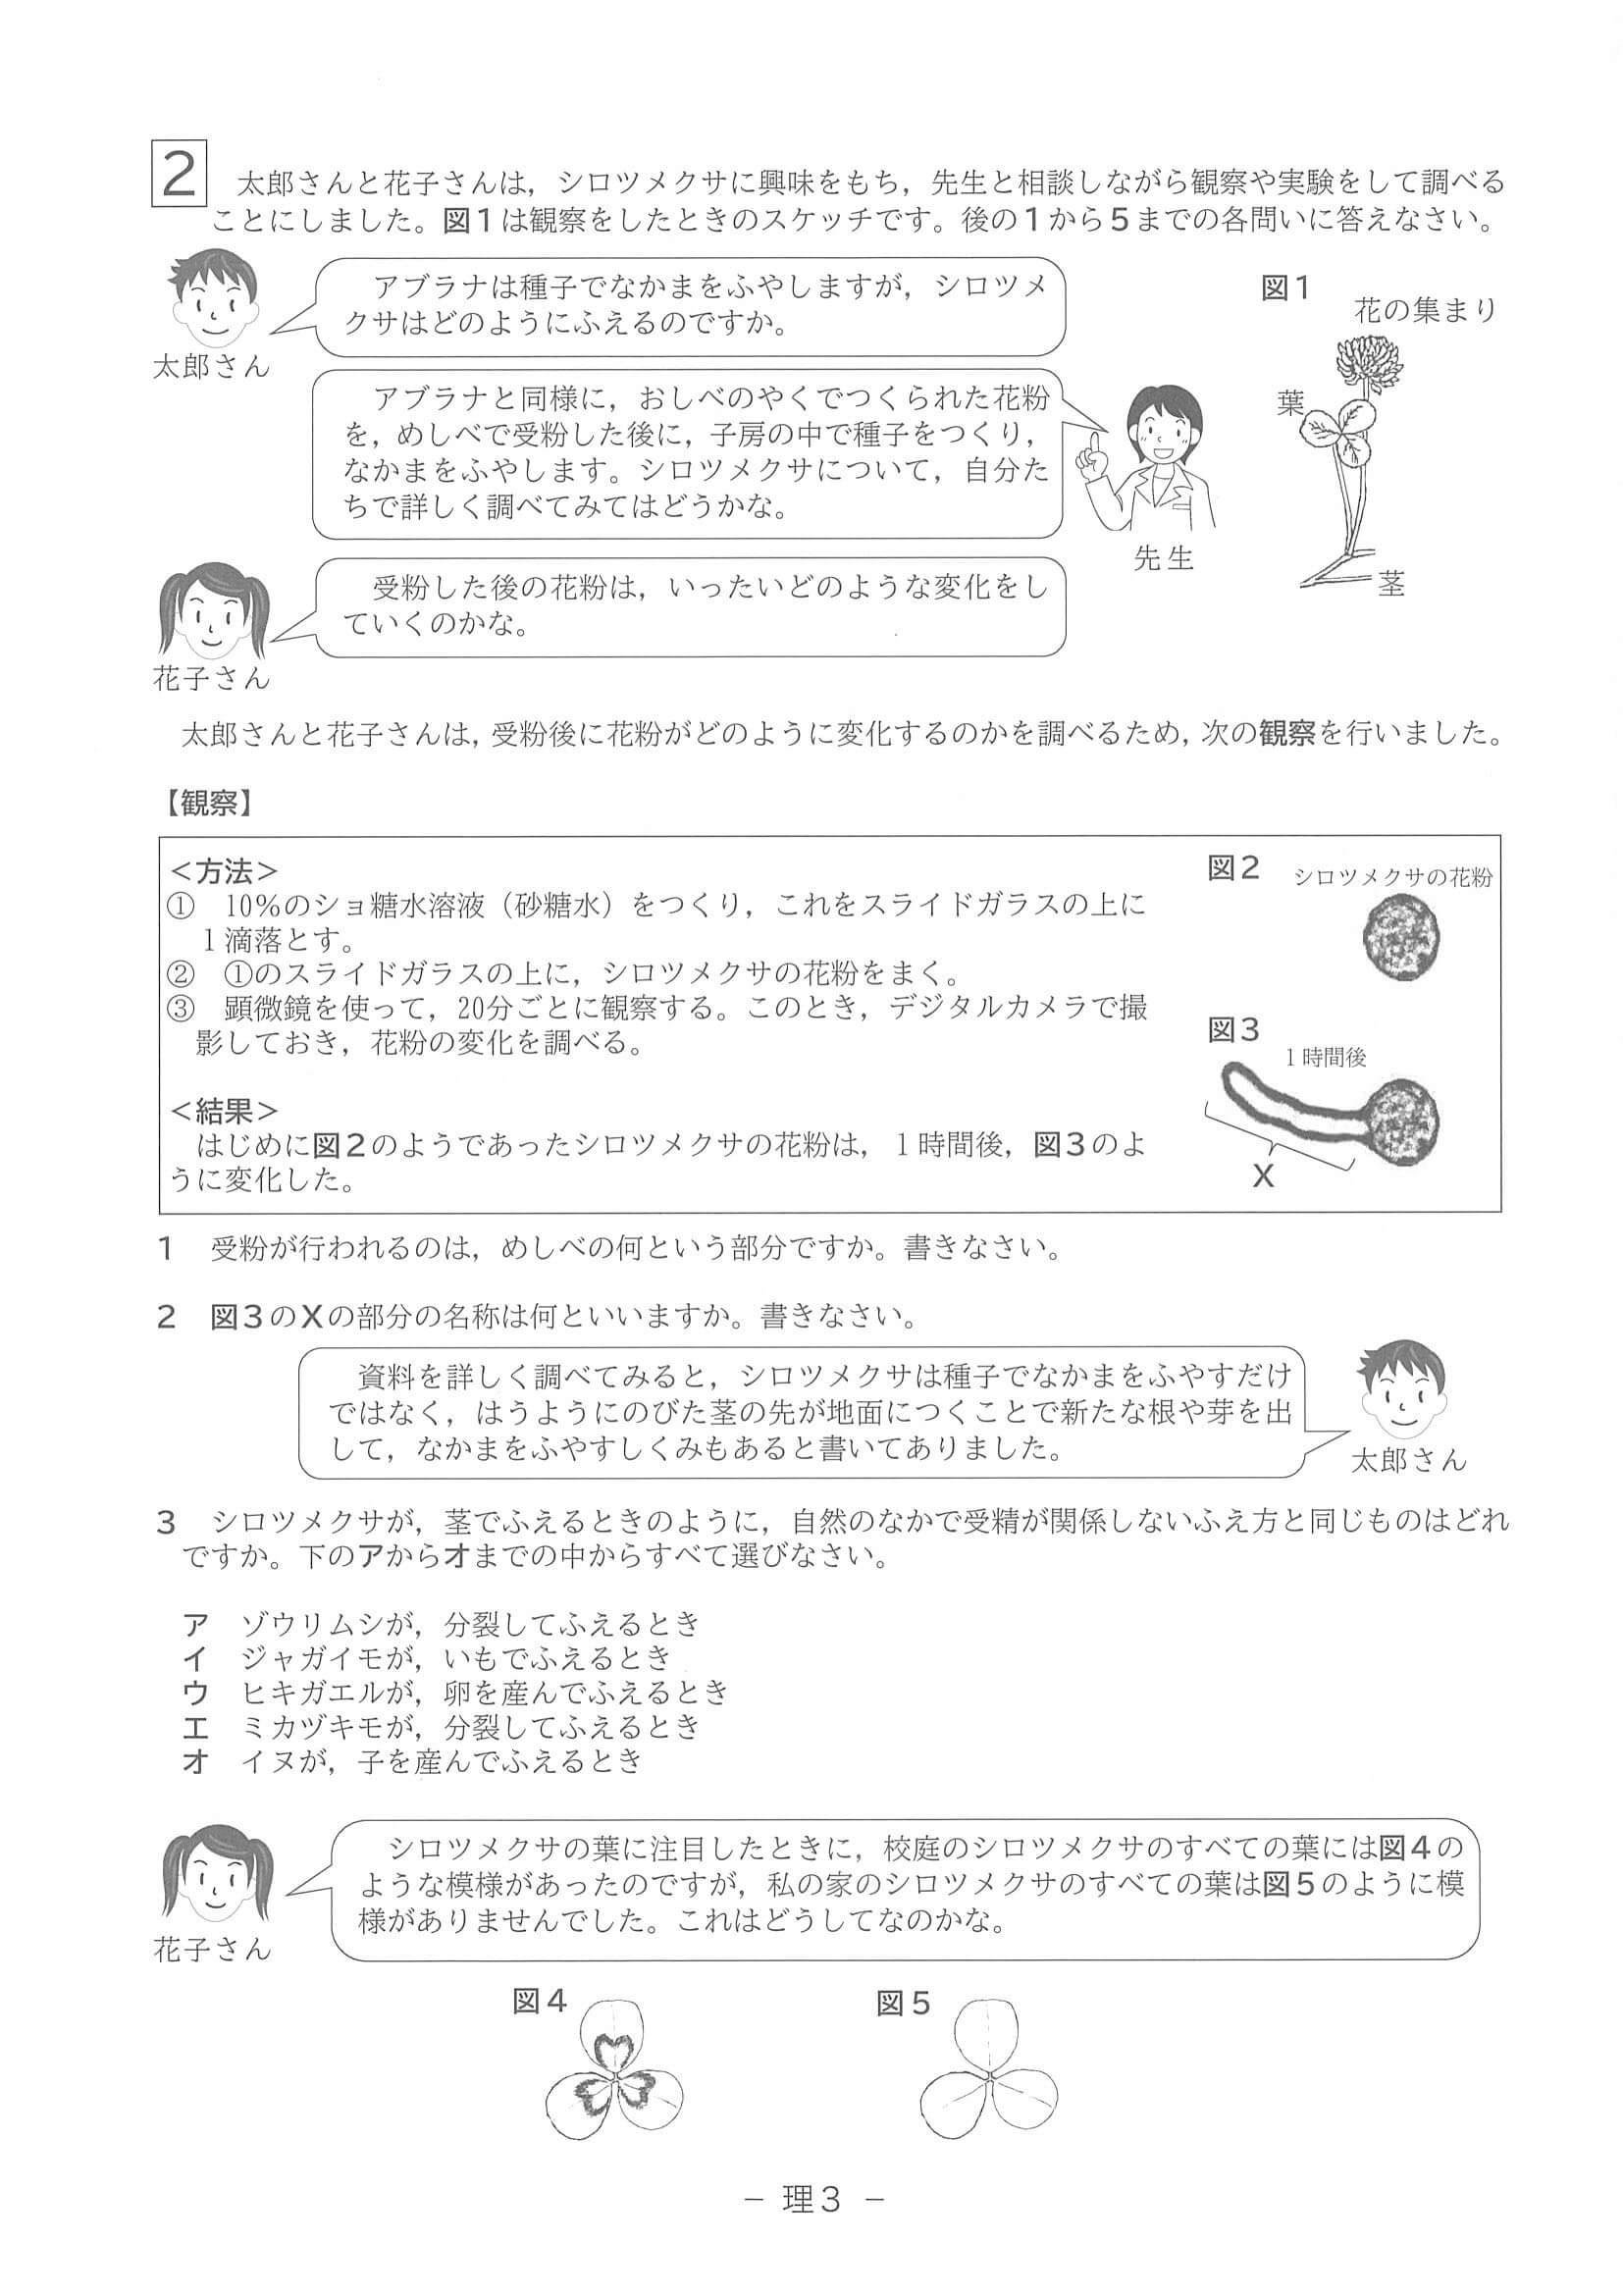 2　太郎さんと花子さんは，シロツメクサに興味をもち，先生と相談しながら観察や実験をして調べる
ことにしました。図１は観察をしたときのスケッチです。後の１から５までの各問いに答えなさい。
アブラナは種子でなかまをふやしますが，シロツメ
クサはどのようにふえるのですか。
太郎さん
図１
花の集まり
葉
茎
アブラナと同様に，おしべのやくでつくられた花粉
を，めしべで受粉した後に，子房の中で種子をつくり，
なかまをふやします。シロツメクサについて，自分た
ちで詳しく調べてみてはどうかな。
先生
受粉した後の花粉は，いったいどのような変化をし
ていくのかな。
花子さん
太郎さんと花子さんは，受粉後に花粉がどのように変化するのかを調べるため，次の観察を行いました。
【観察】
＜方法＞
①　10％のショ糖水溶液（砂糖水）をつくり，これをスライドガラスの上に
１滴落とす。
②　①のスライドガラスの上に，シロツメクサの花粉をまく。
③　顕微鏡を使って，20分ごとに観察する。このとき，デジタルカメラで撮
影しておき，花粉の変化を調べる。
＜結果＞
はじめに図２のようであったシロツメクサの花粉は，１時間後，図３のよ
うに変化した。
図２
シロツメクサの花粉
図３
１時間後
X
１　受粉が行われるのは，めしべの何という部分ですか。書きなさい。
２　図３のXの部分の名称は何といいますか。書きなさい。
資料を詳しく調べてみると，シロツメクサは種子でなかまをふやすだけ
ではなく，はうようにのびた茎の先が地面につくことで新たな根や芽を出
して，なかまをふやすしくみもあると書いてありました。
太郎さん
３　シロツメクサが，茎でふえるときのように，自然のなかで受精が関係しないふえ方と同じものはどれ
ですか。下のアからオまでの中からすべて選びなさい。
ア　ゾウリムシが，分裂してふえるとき
イ　ジャガイモが，いもでふえるとき
ウ　ヒキガエルが，卵を産んでふえるとき
エ　ミカヅキモが，分裂してふえるとき
オ　イヌが，子を産んでふえるとき
シロツメクサの葉に注目したときに，校庭のシロツメクサのすべての葉には図４の
ような模様があったのですが，私の家のシロツメクサのすべての葉は図５のように模
様がありませんでした。これはどうしてなのかな。
花子さん
図４
図５
－ 理３ －